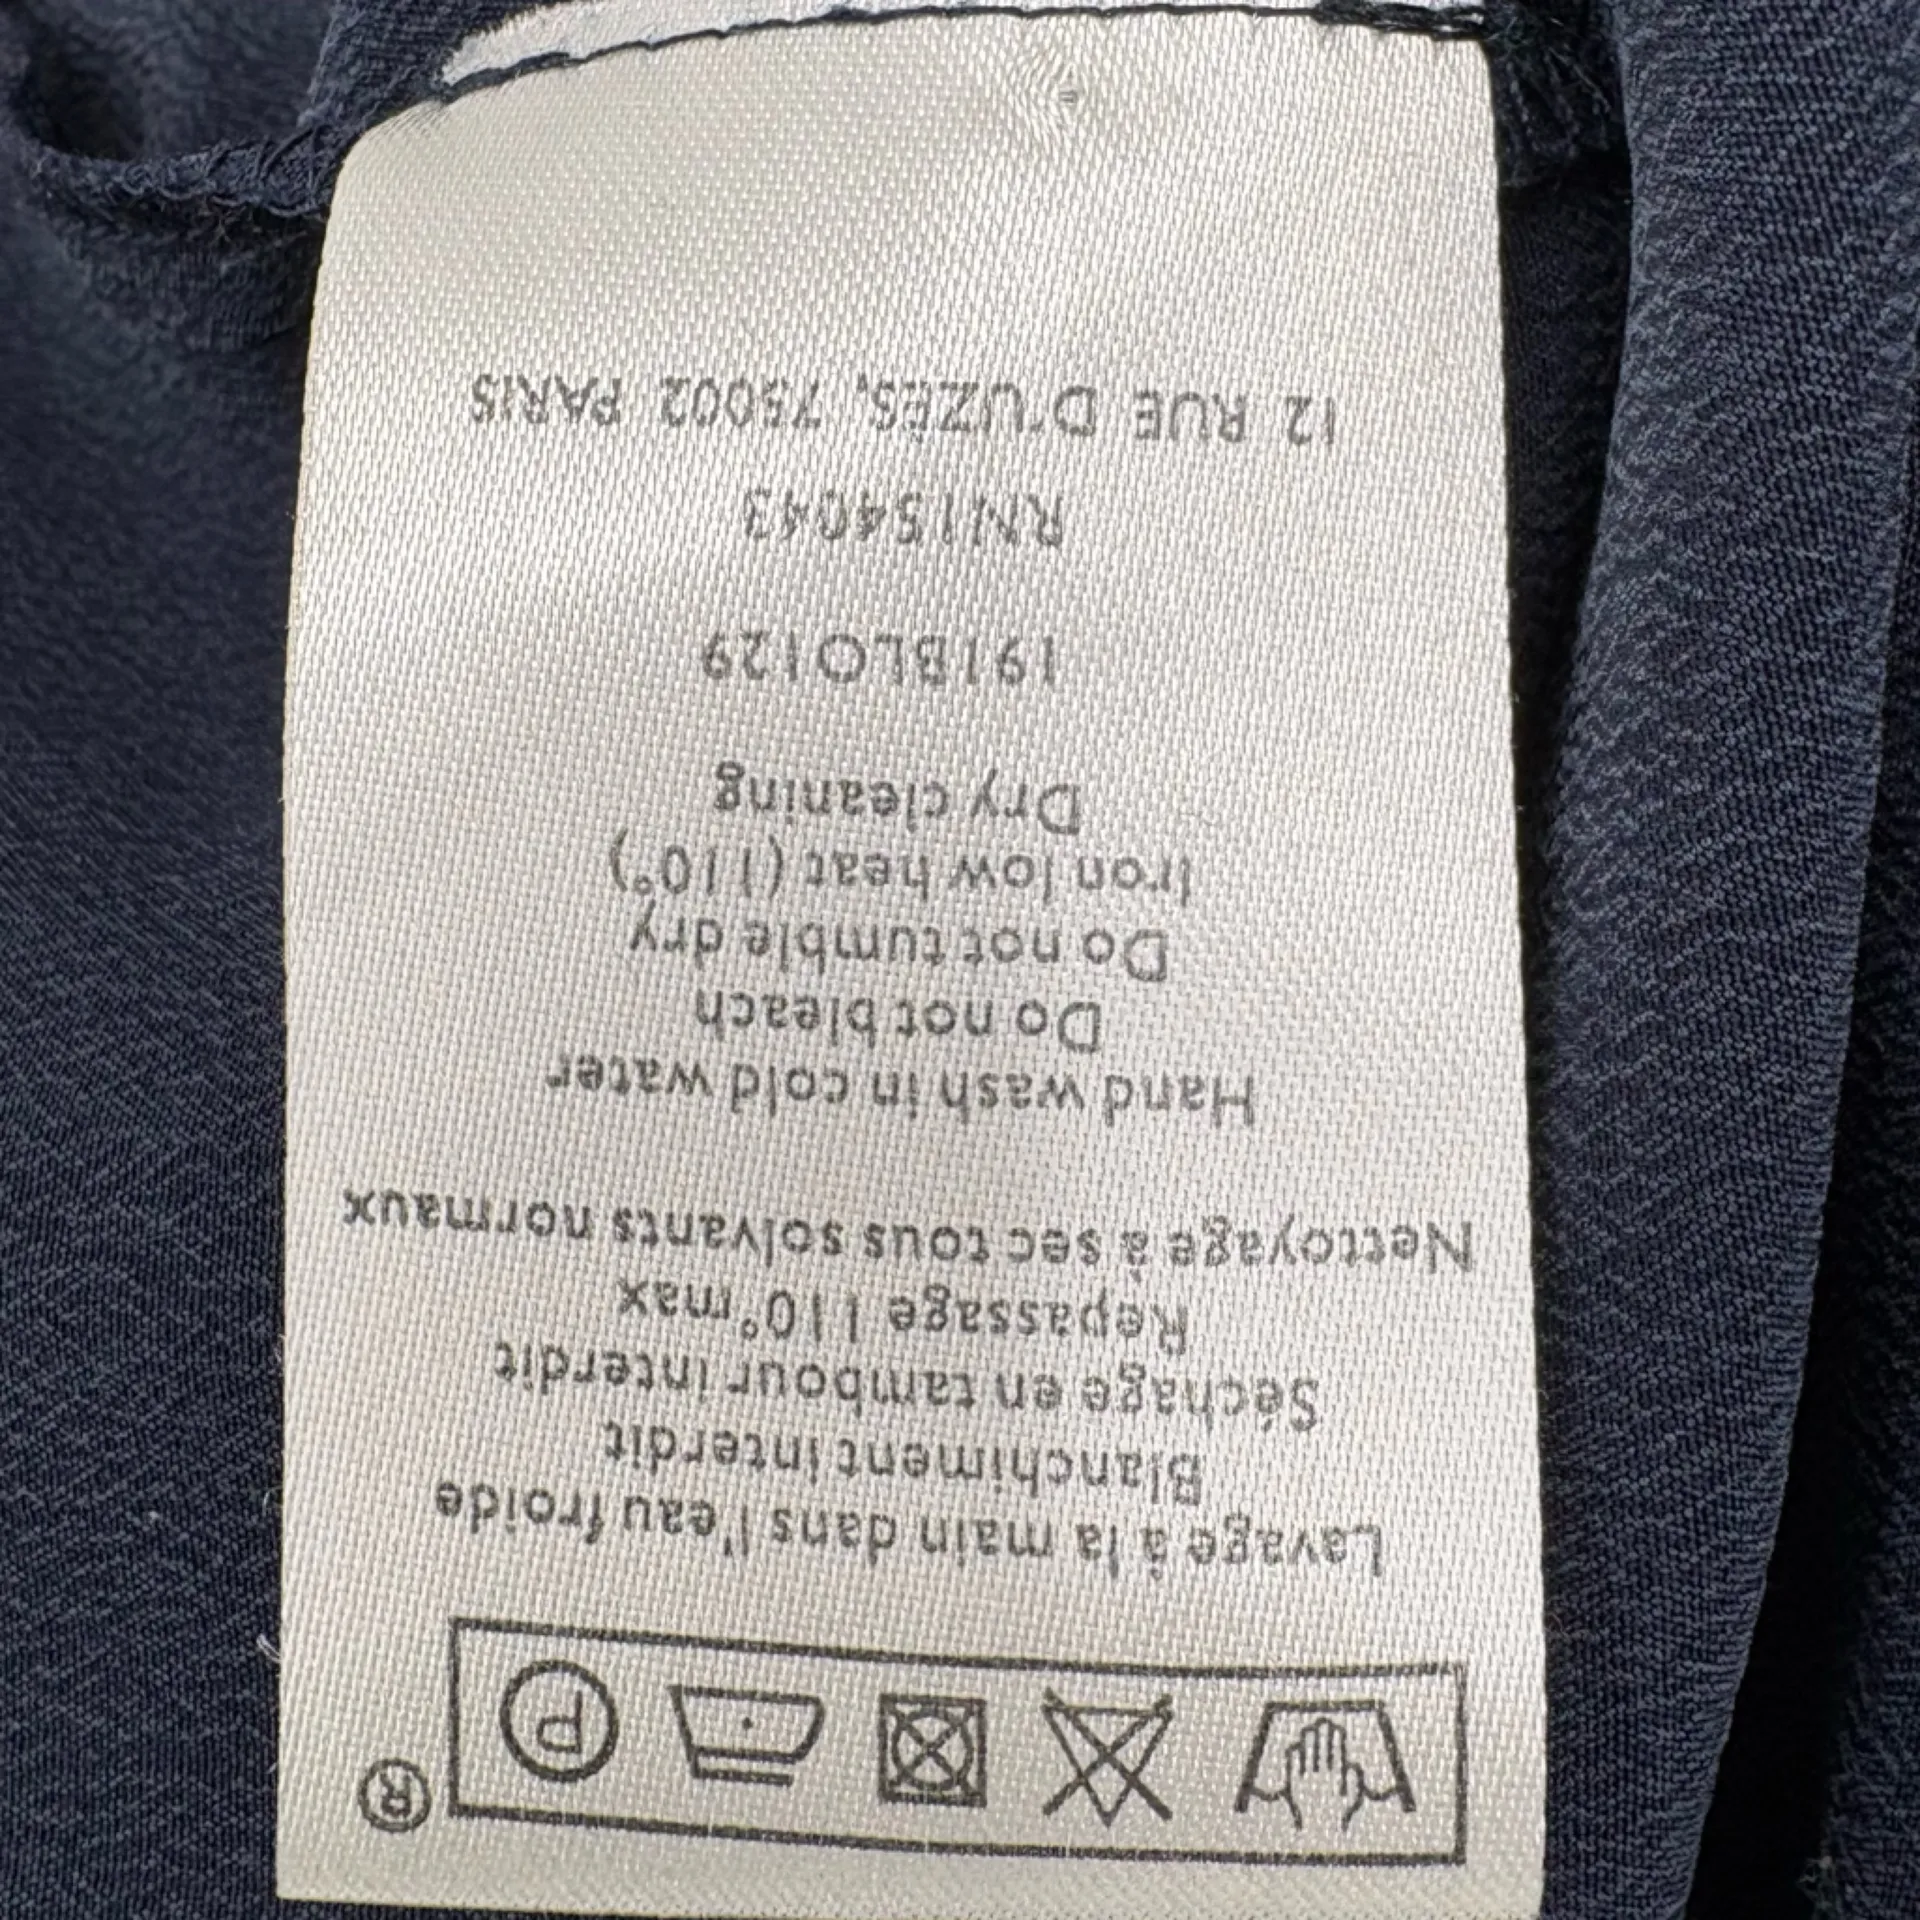 ®
P
Lavage à la main dans l'eau froide
Blanchiment interdit
Séchage en tambour interdit
Repassage 110°max
Nettoyage à sec tous solvants normaux
Hand wash in cold water
Do not bleach
Do not tumble dry
Iron low heat (110°)
Dry cleaning
191BLO129
RN154043
12 RUE D'UZÈS, 75002 PARIS